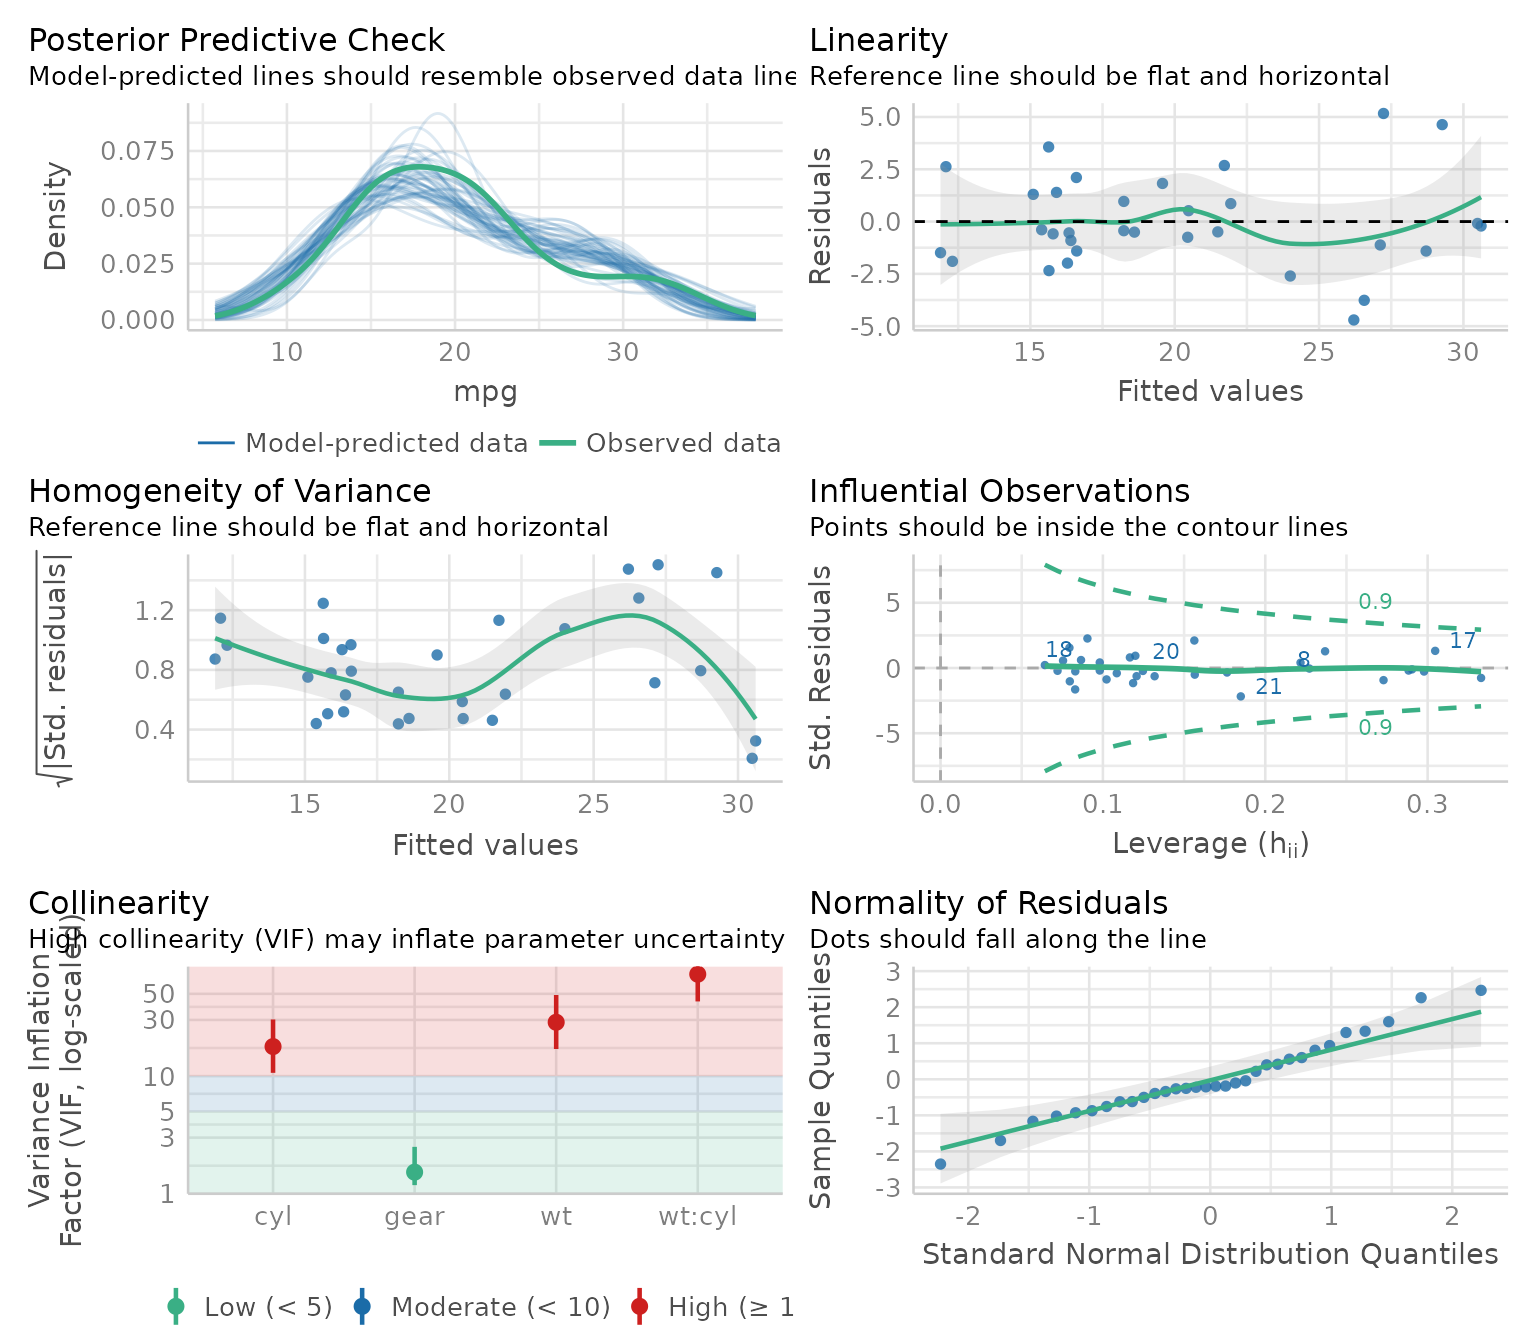 Posterior Predictive Check
Model-predicted lines should resemble observed data line
Density
0.075
0.050
0.025
0.000
10 20 30
mpg
Model-predicted data Observed data
Linearity
Reference line should be flat and horizontal
Residuals
5.0
2.5
0.0
-2.5
-5.0
15 20 25 30
Fitted values
Homogeneity of Variance
Reference line should be flat and horizontal
√|Std. residuals|
1.2
0.8
0.4
15 20 25 30
Fitted values
Influential Observations
Points should be inside the contour lines
Std. Residuals
5
0
-5
0.9
18 20 8 17
21
0.9
0.0 0.1 0.2 0.3
Leverage (hii)
Collinearity
High collinearity (VIF) may inflate parameter uncertainty
Variance Inflation
Factor (VIF, log-scaled)
50
30
10
5
3
1
cyl gear wt wt:cyl
Low (< 5) Moderate (< 10) High (≥ 1
Normality of Residuals
Dots should fall along the line
Sample Quantiles
3
2
1
0
-1
-2
-3
-2 -1 0 1 2
Standard Normal Distribution Quantiles